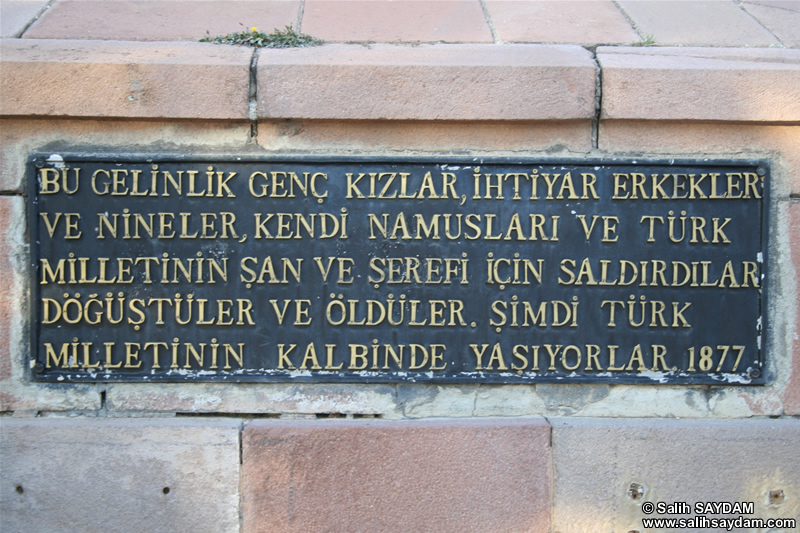 BU GELİNLİK GENÇ KIZLAR, İHTİYAR ERKEKLER
VE NİNELER, KENDİ NAMUSLARI VE TÜRK
MİLLETİNİN ŞAN VE ŞEREFİ İÇİN SALDIRDILAR
DÖĞÜŞTÜLER VE ÖLDÜLER. ŞİMDİ TÜRK
MİLLETİNİN KALBİNDE YAŞIYORLAR. 1877
© Salih SAYDAM
www.salihsaydam.com